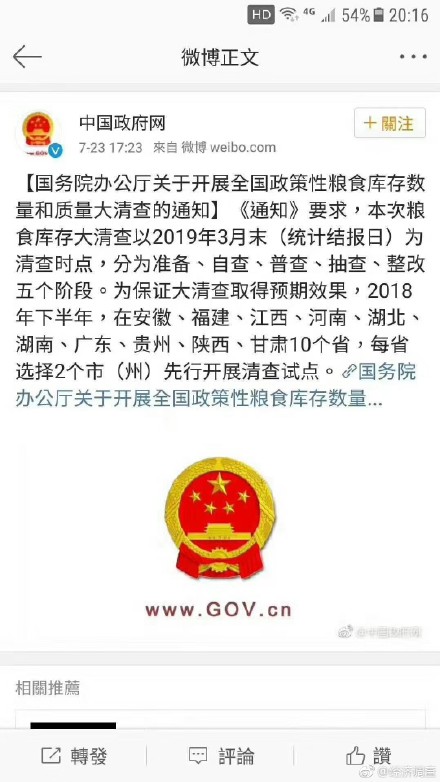 HD 4G 54% 20:16
微博正文
中国政府网
+關注
7-23 17:23 來自 微博 weibo.com
【国务院办公厅关于开展全国政策性粮食库存数
量和质量大清查的通知】《通知》要求，本次粮
食库存大清查以2019年3月末（统计结报日）为
清查时点，分为准备、自查、普查、抽查、整改
五个阶段。为保证大清查取得预期效果，2018
年下半年，在安徽、福建、江西、河南、湖北、
湖南、广东、贵州、陕西、甘肃10个省，每省
选择2个市（州）先行开展清查试点。国务院
办公厅关于开展全国政策性粮食库存数量...
www.GOV.cn
@中国政府网
相關推薦
轉發 評論 讚